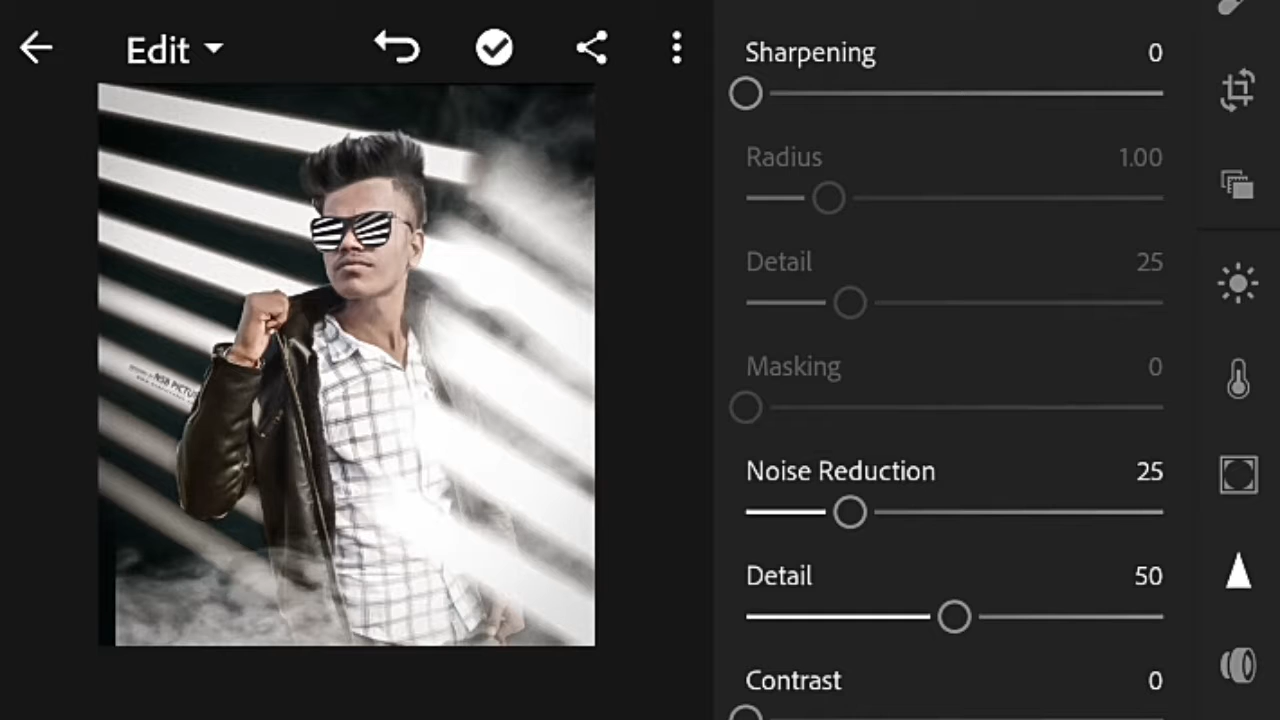 Edit
Sharpening 0
Radius 1.00
Detail 25
Masking 0
Noise Reduction 25
Detail 50
Contrast 0